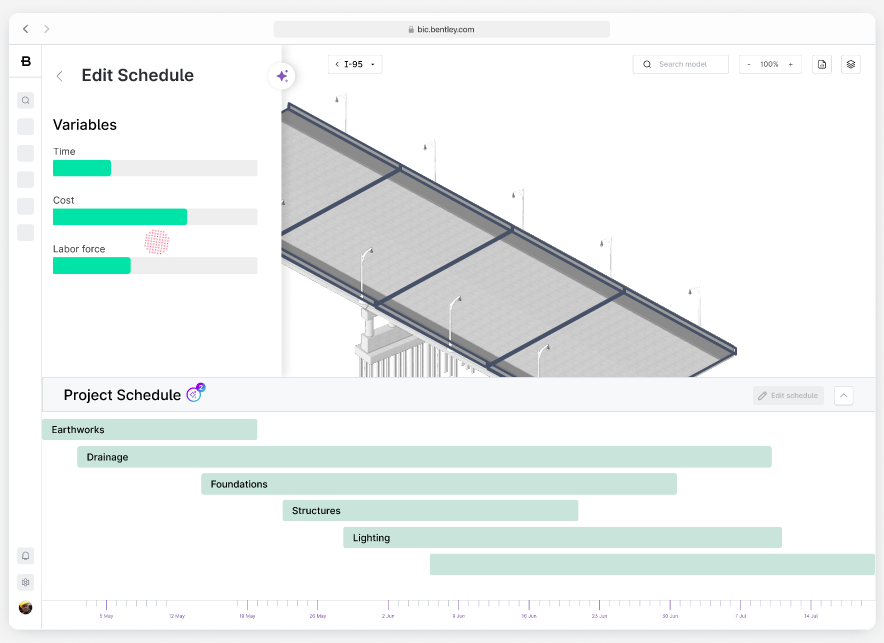 bic.bentley.com
B
Edit Schedule
I-95
Search model
- 100% +
Variables
Time
Cost
Labor force
Project Schedule
2
Edit schedule
Earthworks
Drainage
Foundations
Structures
Lighting
5 May 12 May 19 May 26 May 2 Jun 9 Jun 16 Jun 23 Jun 30 Jun 7 Jul 14 Jul